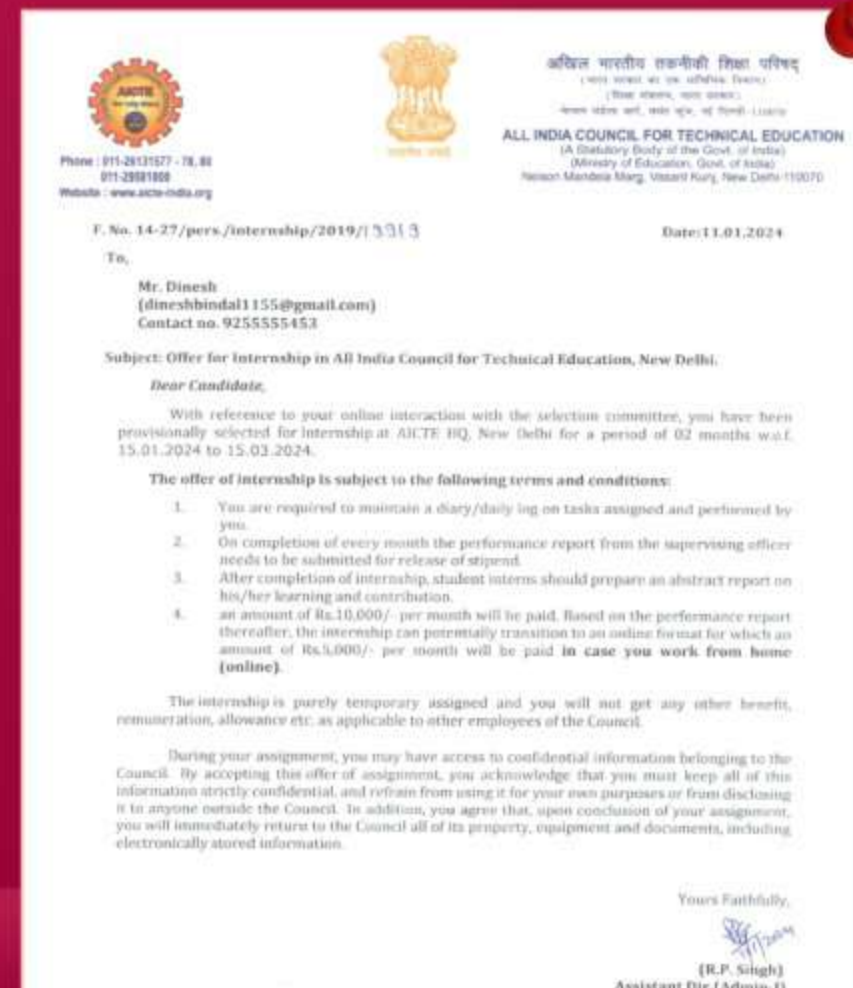 AICTE
Phone : 011-26131577 - 78, 80
011-29581000
Website : www.aicte-india.org
अखिल भारतीय तकनीकी शिक्षा परिषद्
(भारत सरकार का एक सांविधिक निकाय)
(शिक्षा मंत्रालय, भारत सरकार)
नेल्सन मंडेला मार्ग, वसंत कुंज, नई दिल्ली-110070
ALL INDIA COUNCIL FOR TECHNICAL EDUCATION
(A Statutory Body of the Govt. of India)
(Ministry of Education, Govt. of India)
Nelson Mandela Marg, Vasant Kunj, New Delhi-110070
F. No. 14-27/pers./internship/2019/
Date:11.01.2024
To,
Mr. Dinesh
(dineshbindal1155@gmail.com)
Contact no. 9255555453
Subject: Offer for Internship in All India Council for Technical Education, New Delhi.
Dear Candidate,
With reference to your online interaction with the selection committee, you have been
provisionally selected for internship at AICTE HQ, New Delhi for a period of 02 months w.e.f.
15.01.2024 to 15.03.2024.
The offer of internship is subject to the following terms and conditions:
1. You are required to maintain a diary/daily log on tasks assigned and performed by
you.
2. On completion of every month the performance report from the supervising officer
needs to be submitted for release of stipend.
3. After completion of internship, student interns should prepare an abstract report on
his/her learning and contribution.
4. an amount of Rs.10,000/- per month will be paid. Based on the performance report
thereafter, the internship can potentially transition to an online format for which an
amount of Rs.5,000/- per month will be paid in case you work from home
(online).
The internship is purely temporary assigned and you will not get any other benefit,
remuneration, allowance etc. as applicable to other employees of the Council.
During your assignment, you may have access to confidential information belonging to the
Council. By accepting this offer of assignment, you acknowledge that you must keep all of this
information strictly confidential, and refrain from using it for your own purposes or from disclosing
it to anyone outside the Council. In addition, you agree that, upon conclusion of your assignment,
you will immediately return to the Council all of its property, equipment and documents, including
electronically stored information.
Yours Faithfully,
(R.P. Singh)
Assistant Dir (Admin-I)